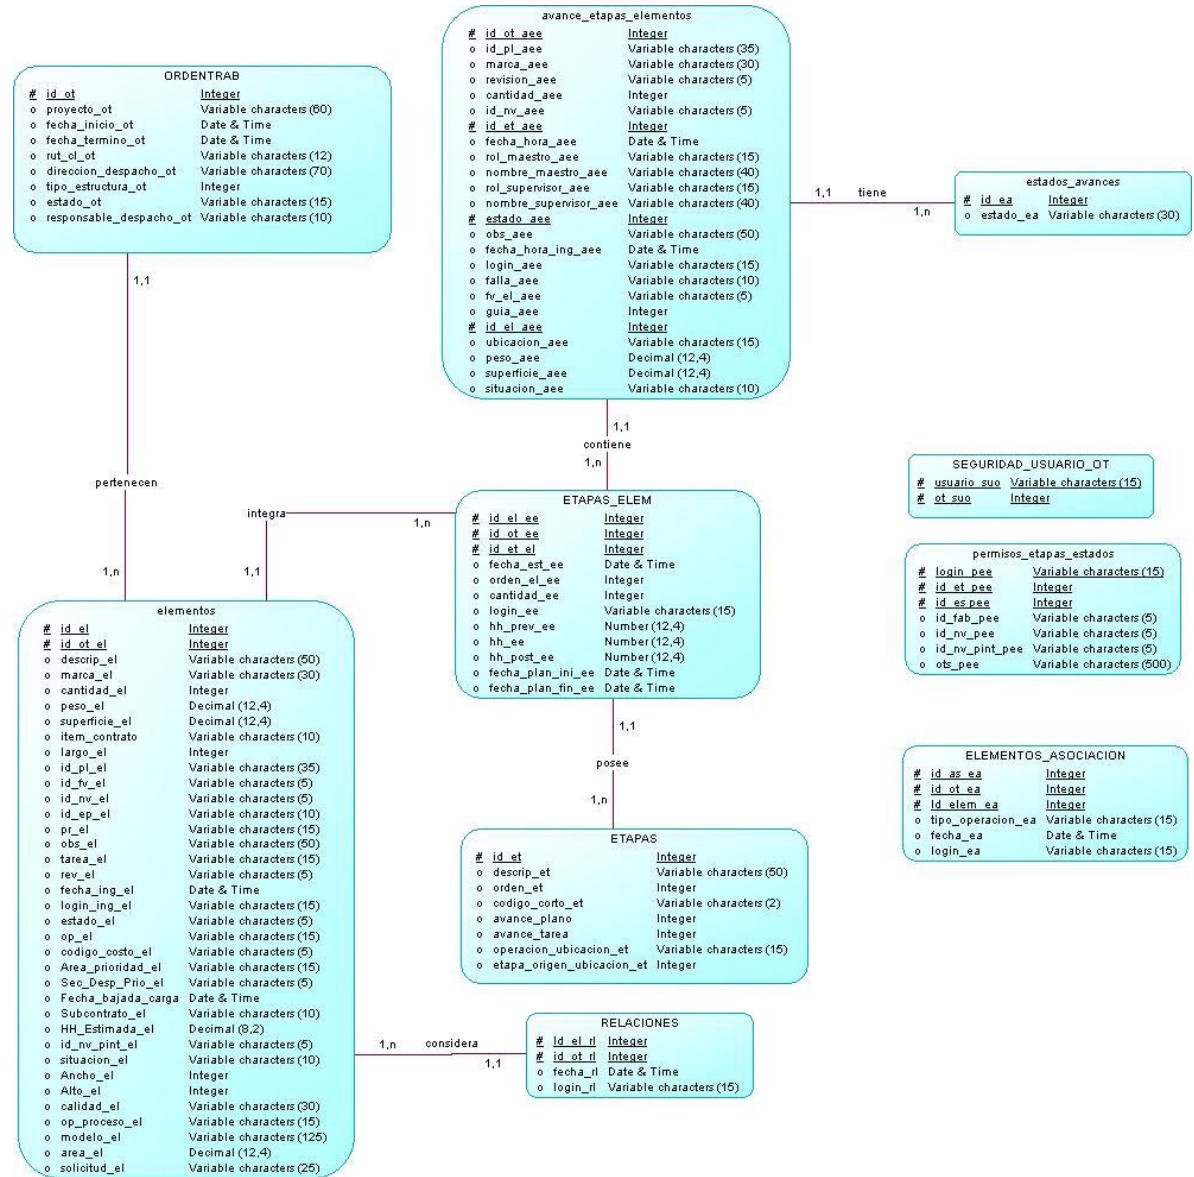 avance_etapas_elementos
# id_ot_aee Integer
o id_pl_aee Variable characters (35)
o marca_aee Variable characters (30)
o revision_aee Variable characters (5)
o cantidad_aee Integer
o id_nv_aee Variable characters (5)
# id_et_aee Integer
o fecha_hora_aee Date & Time
o rol_maestro_aee Variable characters (15)
o nombre_maestro_aee Variable characters (40)
o rol_supervisor_aee Variable characters (15)
o nombre_supervisor_aee Variable characters (40)
# estado_aee Integer
o obs_aee Variable characters (50)
o fecha_hora_ing_aee Date & Time
o login_aee Variable characters (15)
o falla_aee Variable characters (10)
o fv_el_aee Variable characters (5)
o guia_aee Integer
# id_el_aee Integer
o ubicacion_aee Variable characters (15)
o peso_aee Decimal (12,4)
o superficie_aee Decimal (12,4)
o situacion_aee Variable characters (10)
ORDENTRAB
# id_ot Integer
o proyecto_ot Variable characters (60)
o fecha_inicio_ot Date & Time
o fecha_termino_ot Date & Time
o rut_cl_ot Variable characters (12)
o direccion_despacho_ot Variable characters (70)
o tipo_estructura_ot Integer
o estado_ot Variable characters (15)
o responsable_despacho_ot Variable characters (10)
1,1 tiene
1,n
estados_avances
# id_ea Integer
o estado_ea Variable characters (30)
1,1
pertenecen
1,n
1,1
contiene
1,n
integra
1,n
1,1
ETAPAS_ELEM
# id_el_ee Integer
# id_ot_ee Integer
# id_et_el Integer
o fecha_est_ee Date & Time
o orden_el_ee Integer
o cantidad_ee Integer
o login_ee Variable characters (15)
o hh_prev_ee Number (12,4)
o hh_ee Number (12,4)
o hh_post_ee Number (12,4)
o fecha_plan_ini_ee Date & Time
o fecha_plan_fin_ee Date & Time
SEGURIDAD_USUARIO_OT
# usuario_suo Variable characters (15)
# ot_suo Integer
permisos_etapas_estados
# login_pee Variable characters (15)
# id_et_pee Integer
# id_es pee Integer
o id_fab_pee Variable characters (5)
o id_nv_pee Variable characters (5)
o id_nv_pint_pee Variable characters (5)
o ots_pee Variable characters (500)
elementos
# id_el Integer
# id_ot_el Integer
o descrip_el Variable characters (50)
o marca_el Variable characters (30)
o cantidad_el Integer
o peso_el Decimal (12,4)
o superficie_el Decimal (12,4)
o item_contrato Variable characters (10)
o largo_el Integer
o id_pl_el Variable characters (35)
o id_fv_el Variable characters (5)
o id_nv_el Variable characters (5)
o id_ep_el Variable characters (10)
o pr_el Variable characters (15)
o obs_el Variable characters (50)
o tarea_el Variable characters (15)
o rev_el Variable characters (5)
o fecha_ing_el Date & Time
o login_ing_el Variable characters (15)
o estado_el Variable characters (5)
o op_el Variable characters (15)
o codigo_costo_el Variable characters (5)
o Area_prioridad_el Variable characters (15)
o Sec_Desp_Prio_el Variable characters (5)
o Fecha_bajada_carga Date & Time
o Subcontrato_el Variable characters (10)
o HH_Estimada_el Decimal (8,2)
o id_nv_pint_el Variable characters (5)
o situacion_el Variable characters (10)
o Ancho_el Integer
o Alto_el Integer
o calidad_el Variable characters (30)
o op_proceso_el Variable characters (15)
o modelo_el Variable characters (125)
o area_el Decimal (12,4)
o solicitud_el Variable characters (25)
1,1
posee
1,n
ELEMENTOS_ASOCIACION
# id_as_ea Integer
# id_ot_ea Integer
# Id_elem_ea Integer
o tipo_operacion_ea Variable characters (15)
o fecha_ea Date & Time
o login_ea Variable characters (15)
ETAPAS
# id_et Integer
o descrip_et Variable characters (50)
o orden_et Integer
o codigo_corto_et Variable characters (2)
o avance_plano Integer
o avance_tarea Integer
o operacion_ubicacion_et Variable characters (15)
o etapa_origen_ubicacion_et Integer
1,n considera
1,1
RELACIONES
# Id_el_rl Integer
# id_ot_rl Integer
o fecha_rl Date & Time
o login_rl Variable characters (15)